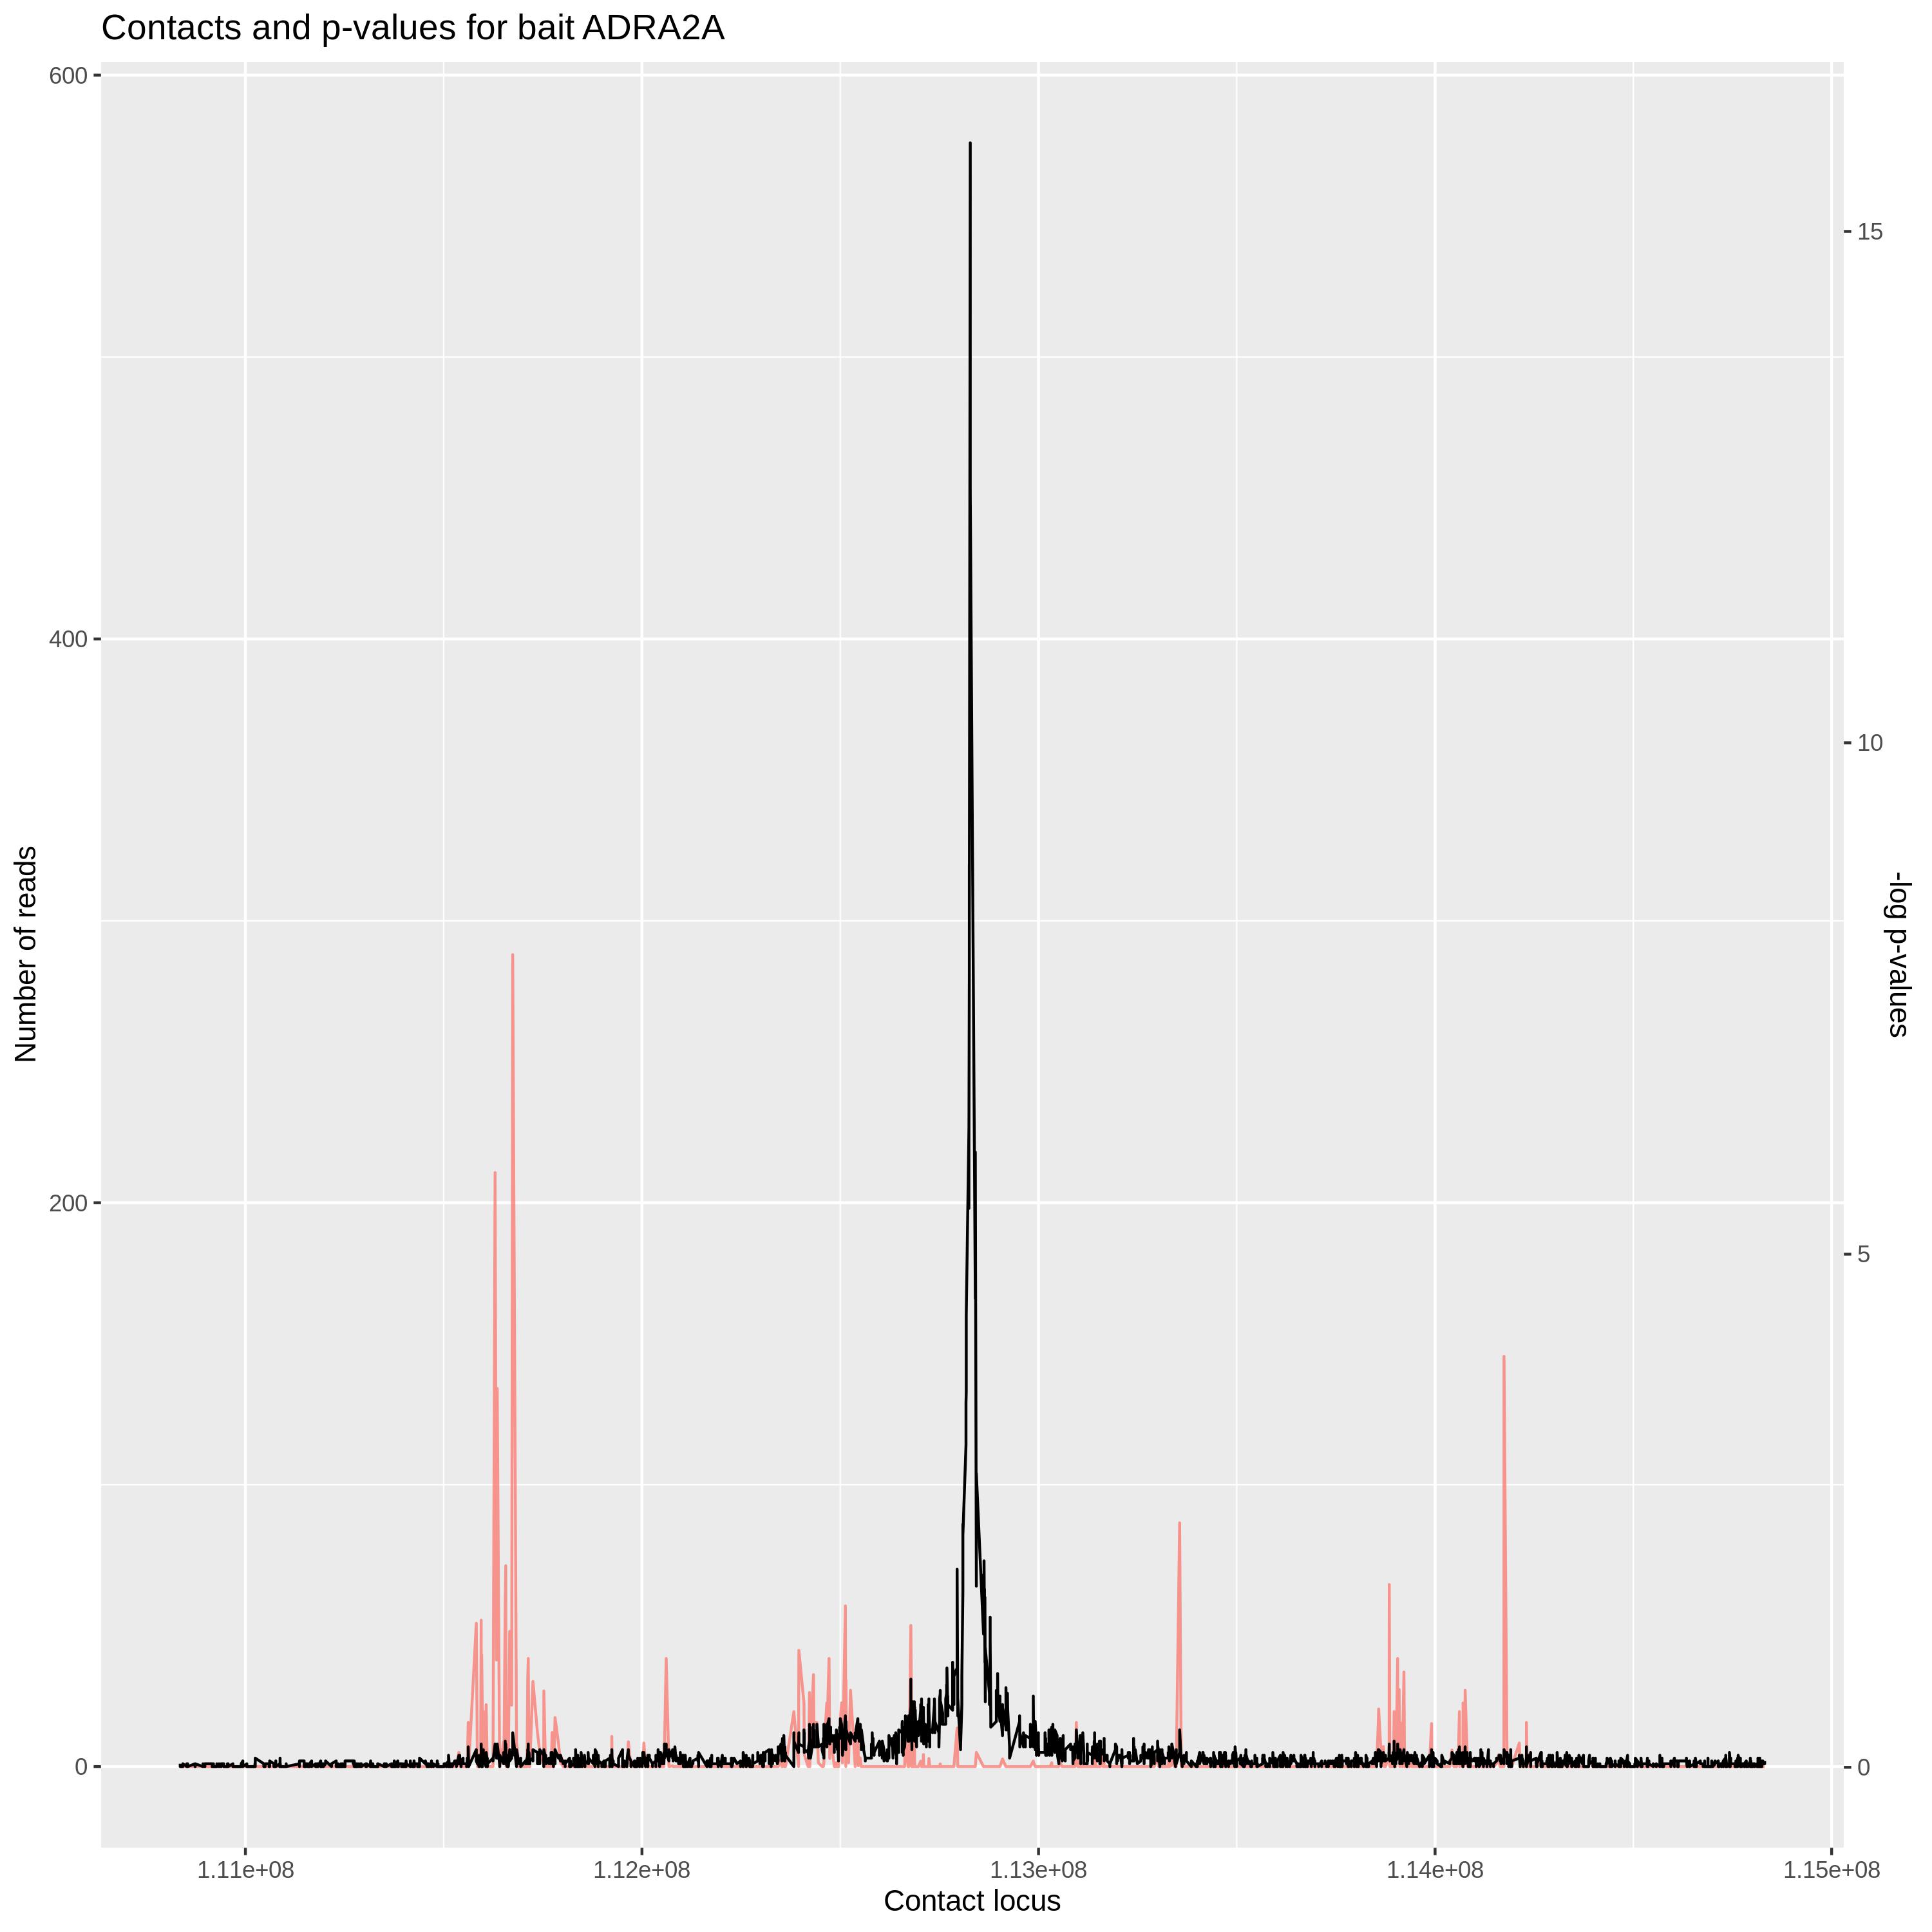 Contacts and p-values for bait ADRA2A
600
400
200
0
Number of reads
15
10
5
0
-log p-values
1.11e+08 1.12e+08 1.13e+08 1.14e+08 1.15e+08
Contact locus